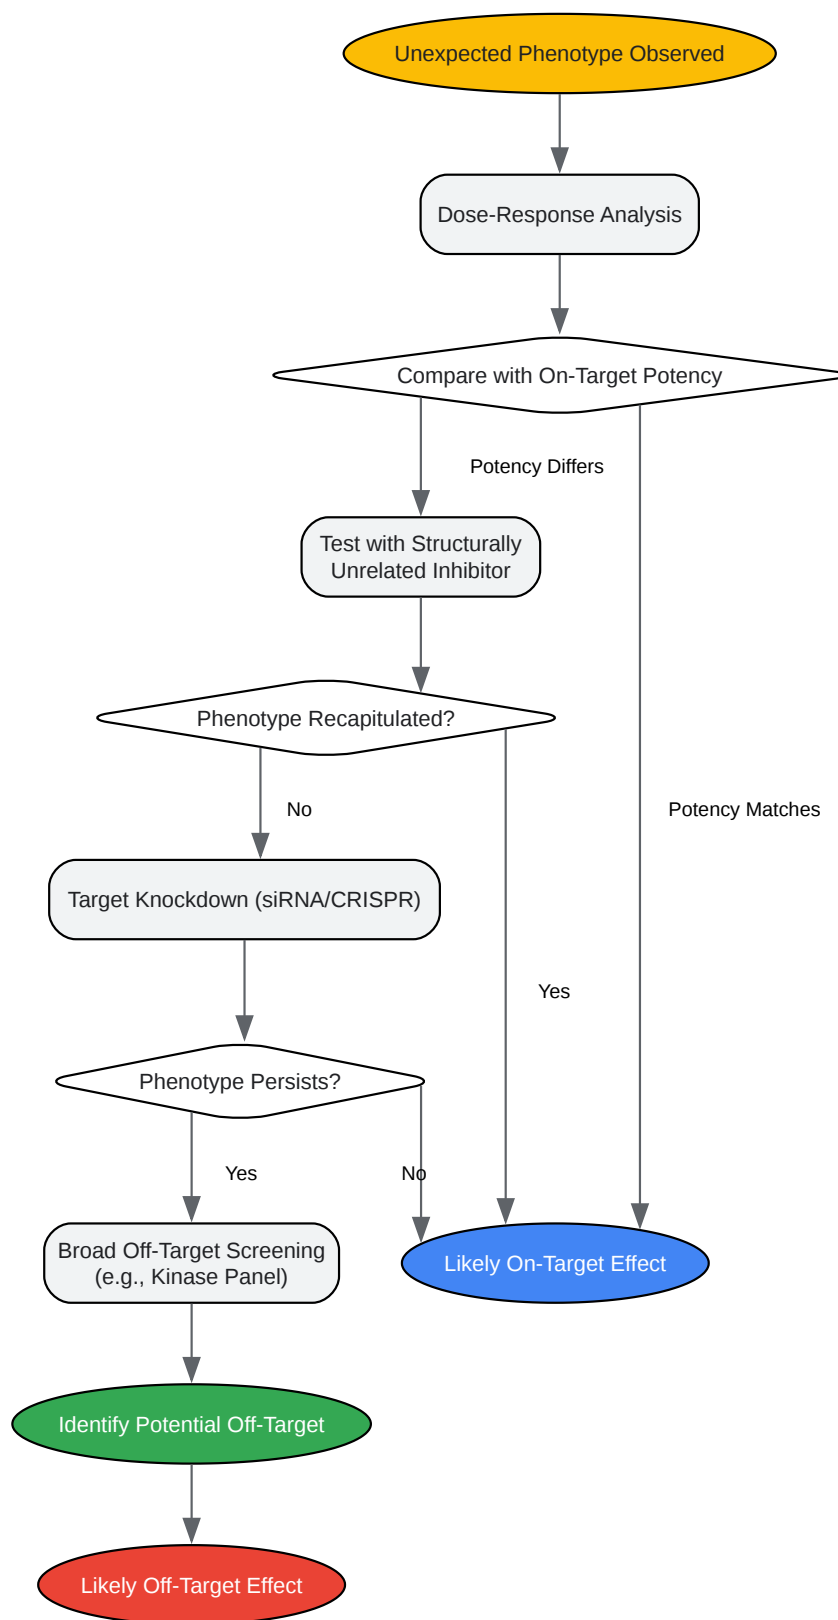 Unexpected Phenotype Observed
Dose-Response Analysis
Compare with On-Target Potency
Potency Differs
Test with Structurally
Unrelated Inhibitor
Phenotype Recapitulated?
No
Potency Matches
Target Knockdown (siRNA/CRISPR)
Yes
Phenotype Persists?
Yes
No
Broad Off-Target Screening
(e.g., Kinase Panel)
Likely On-Target Effect
Identify Potential Off-Target
Likely Off-Target Effect